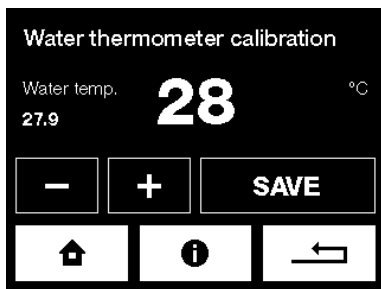 Water thermometer calibration
Water temp.
27.9
28
°C
− + SAVE